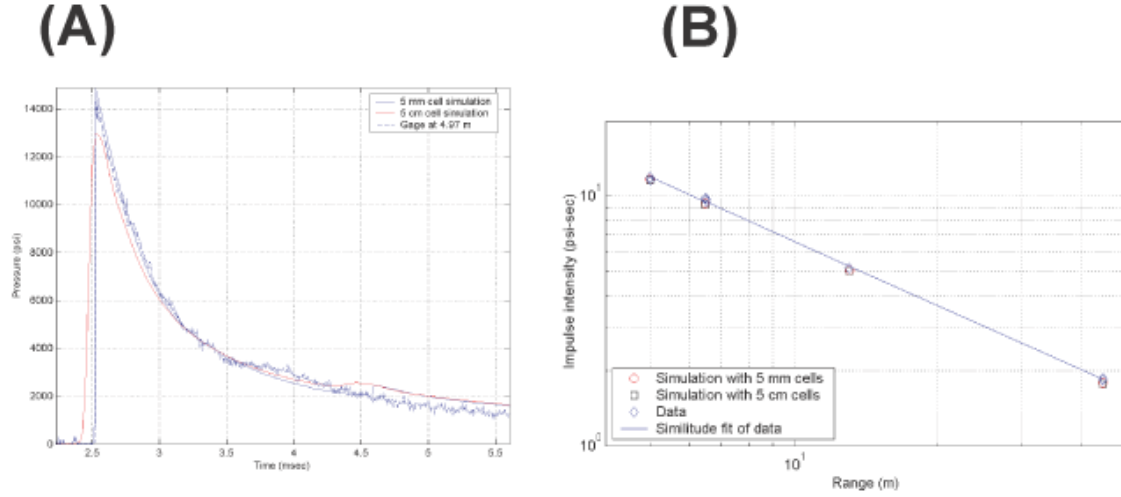 (A)
(B)
14000
12000
10000
8000
6000
4000
2000
0
Pressure (psi)
5 mm cell simulation
5 cm cell simulation
Gage at 4.97 m
2.5
3
3.5
4
4.5
5
5.5
Time (msec)
10¹
10⁰
Impulse intensity (psi-sec)
Simulation with 5 mm cells
Simulation with 5 cm cells
Data
Similitude fit of data
10¹
Range (m)